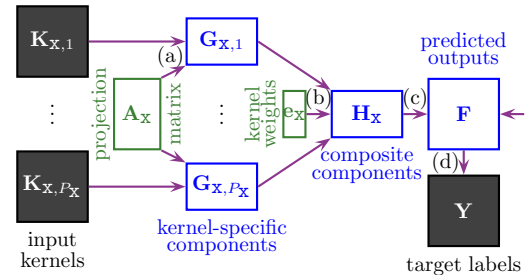 K_{x,1}
G_{x,1}
(a)
predicted
outputs
projection
A_x
matrix
kernel
weights
e_x
(b)
H_x
(c)
F
⋮
⋮
composite
components
(d)
K_{x,P_x}
G_{x,P_x}
Y
input
kernels
kernel-specific
components
target labels